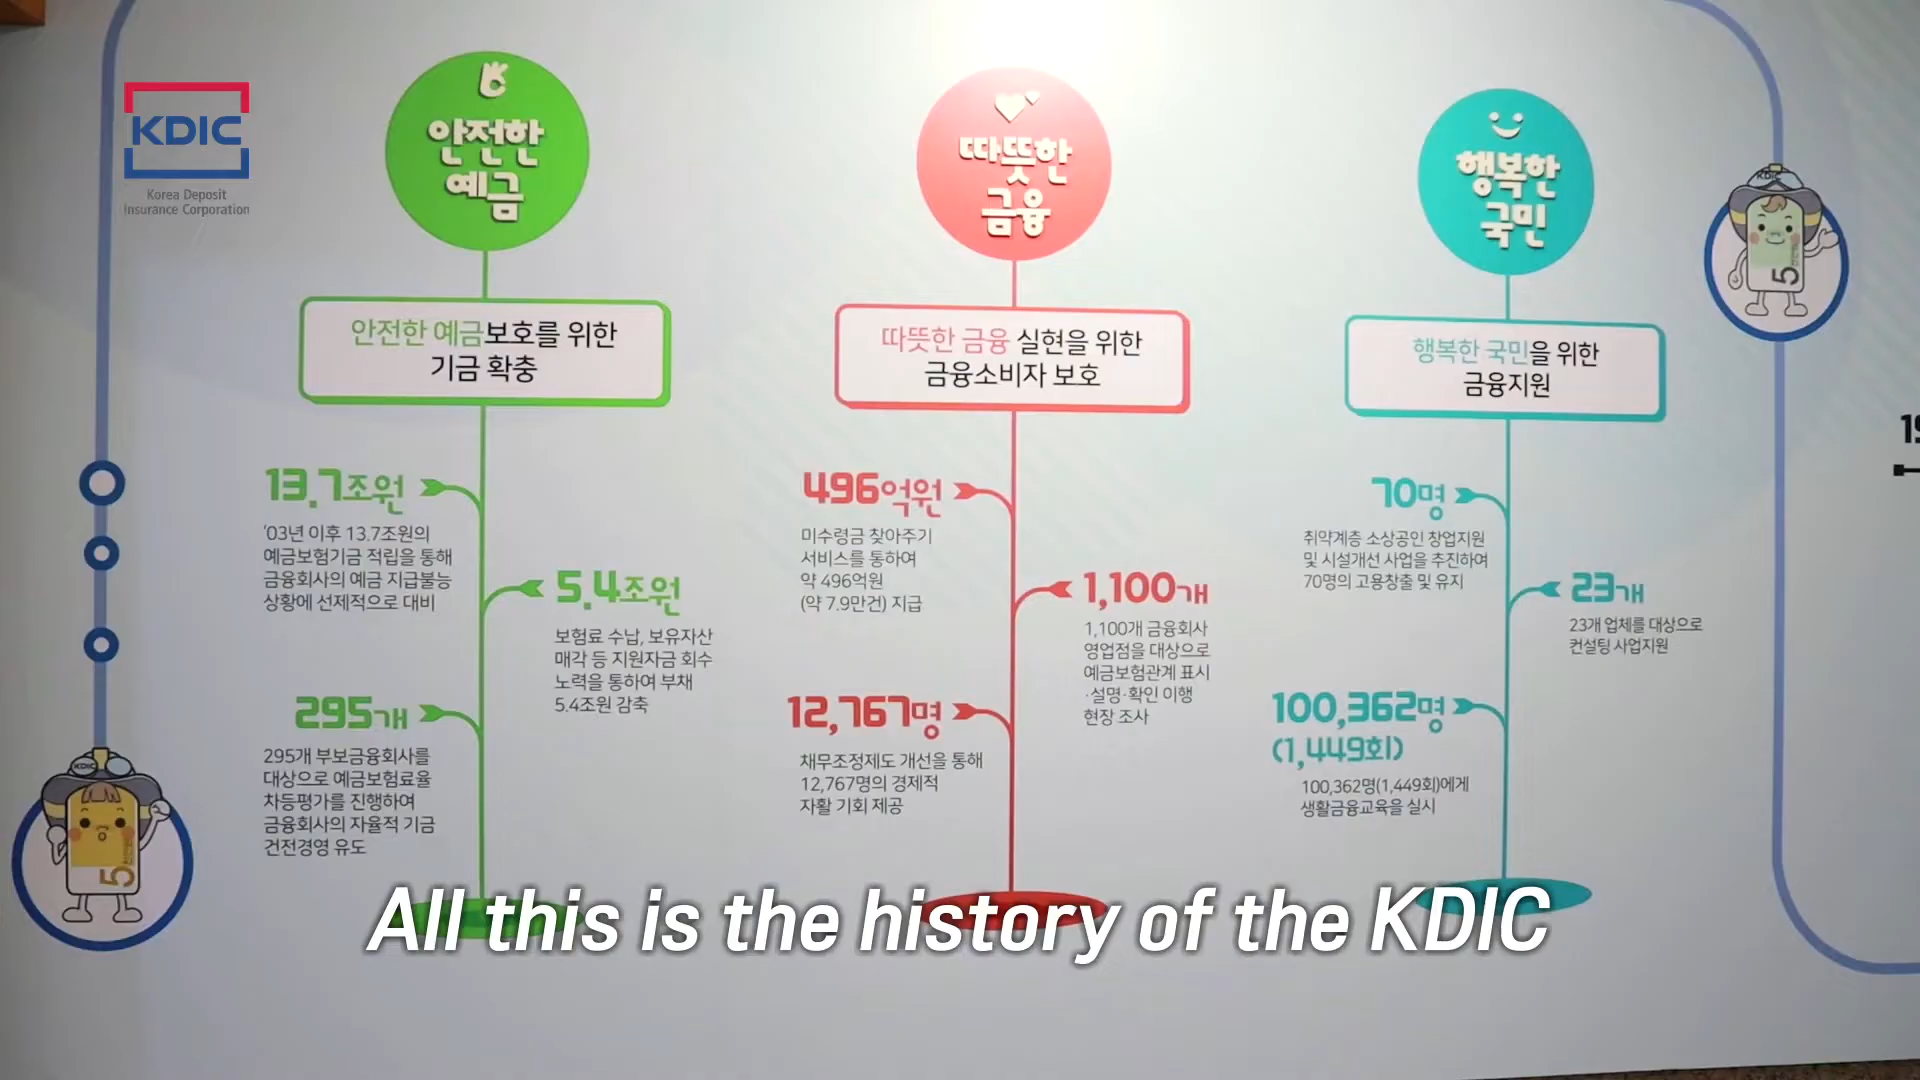 KDIC
Korea Deposit
Insurance Corporation
안전한
예금
안전한 예금보호를 위한
기금 확충
13.7조원
'03년 이후 13.7조원의
예금보험기금 적립을 통해
금융회사의 예금 지급불능
상황에 선제적으로 대비
5.4조원
보험료 수납, 보유자산
매각 등 지원자금 회수
노력을 통하여 부채
5.4조원 감축
295개
295개 부보금융회사를
대상으로 예금보험료율
차등평가를 진행하여
금융회사의 자율적 기금
건전경영 유도
따뜻한
금융
따뜻한 금융 실현을 위한
금융소비자 보호
496억원
미수령금 찾아주기
서비스를 통하여
약 496억원
(약 7.9만건) 지급
1,100개
1,100개 금융회사
영업점을 대상으로
예금보험관계 표시
·설명·확인 이행
현장 조사
12,767명
채무조정제도 개선을 통해
12,767명의 경제적
자활 기회 제공
행복한
국민
행복한 국민을 위한
금융지원
70명
취약계층 소상공인 창업지원
및 시설개선 사업을 추진하여
70명의 고용창출 및 유지
23개
23개 업체를 대상으로
컨설팅 사업지원
100,362명
(1,449회)
100,362명(1,449회)에게
생활금융교육을 실시
KDIC
5
KDIC
5
All this is the history of the KDIC